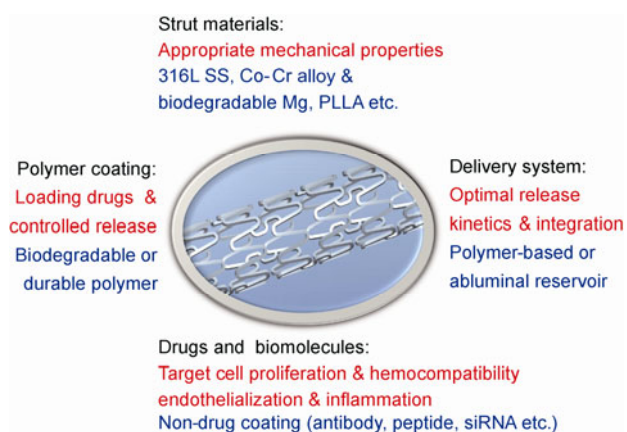 Strut materials:
Appropriate mechanical properties
316L SS, Co-Cr alloy &
biodegradable Mg, PLLA etc.
Polymer coating:
Loading drugs &
controlled release
Biodegradable or
durable polymer
Delivery system:
Optimal release
kinetics & integration
Polymer-based or
abluminal reservoir
Drugs and biomolecules:
Target cell proliferation & hemocompatibility
endothelialization & inflammation
Non-drug coating (antibody, peptide, siRNA etc.)